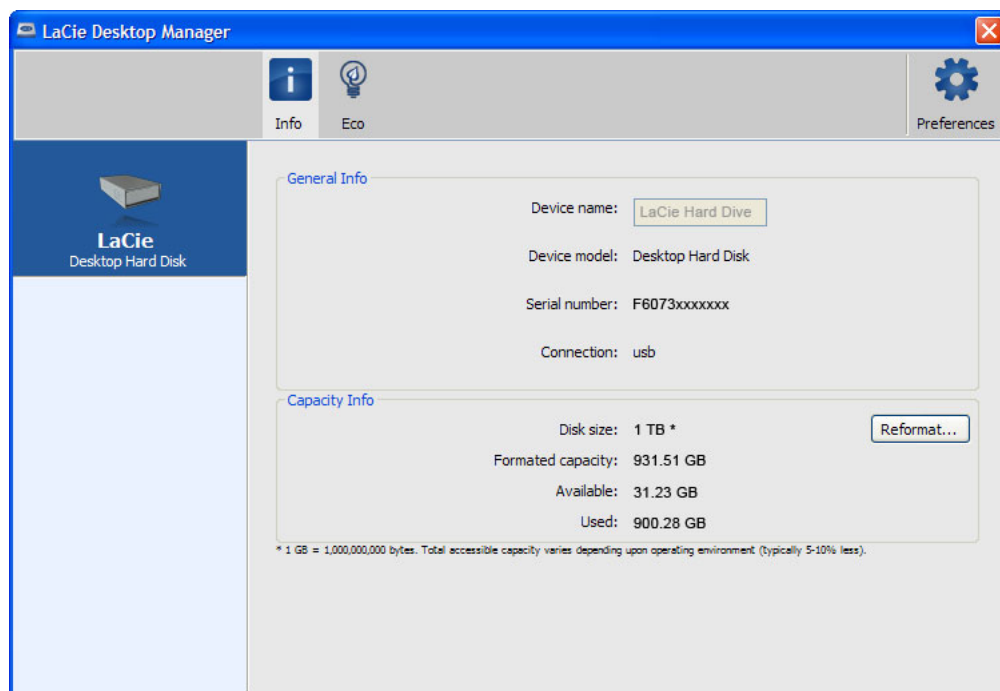 LaCie Desktop Manager
Info
Eco
Preferences
LaCie
Desktop Hard Disk
General Info
Device name: LaCie Hard Dive
Device model: Desktop Hard Disk
Serial number: F6073xxxxxxx
Connection: usb
Capacity Info
Disk size: 1 TB *
Reformat...
Formated capacity: 931.51 GB
Available: 31.23 GB
Used: 900.28 GB
* 1 GB = 1,000,000,000 bytes. Total accessible capacity varies depending upon operating environment (typically 5-10% less).